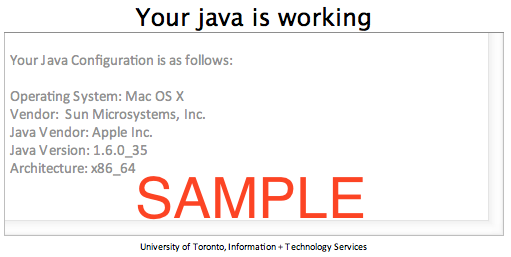 Your java is working
Your Java Configuration is as follows:
Operating System: Mac OS X
Vendor: Sun Microsystems, Inc.
Java Vendor: Apple Inc.
Java Version: 1.6.0_35
Architecture: x86_64
SAMPLE
University of Toronto, Information + Technology Services